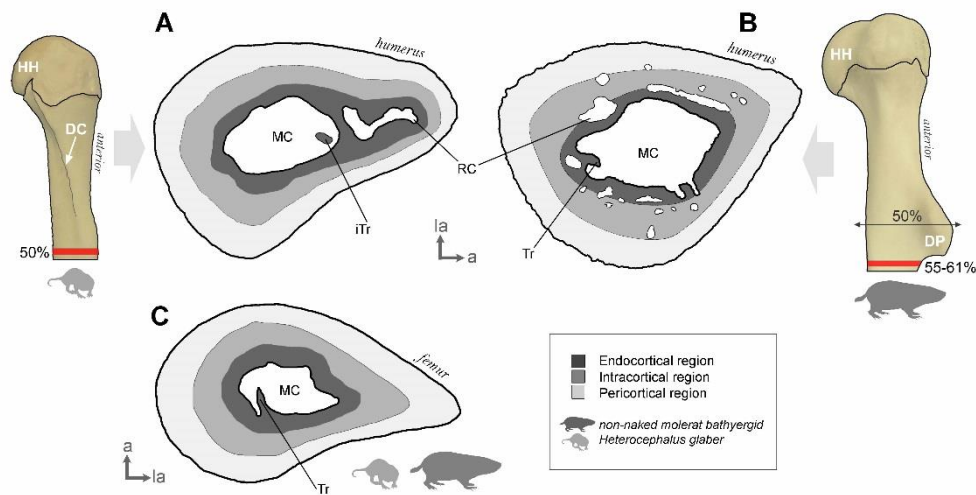 A
B
HH
DC
anterior
50%
humerus
MC
iTr
RC
la
a
humerus
MC
Tr
HH
anterior
50%
DP
55-61%
C
femur
MC
Tr
a
la
Endocortical region
Intracortical region
Pericortical region
non-naked molerat bathyergid
Heterocephalus glaber